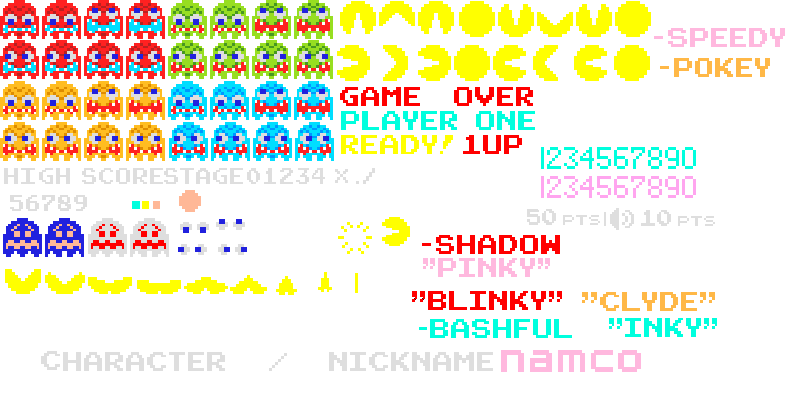 -SPEEDY
-POKEY
GAME OVER
PLAYER ONE
READY! 1UP
1234567890
HIGH SCORESTAGE01234 X./
1234567890
56789
50 PTS 10 PTS
-SHADOW
"PINKY"
"BLINKY" "CLYDE"
-BASHFUL "INKY"
CHARACTER / NICKNAME namco